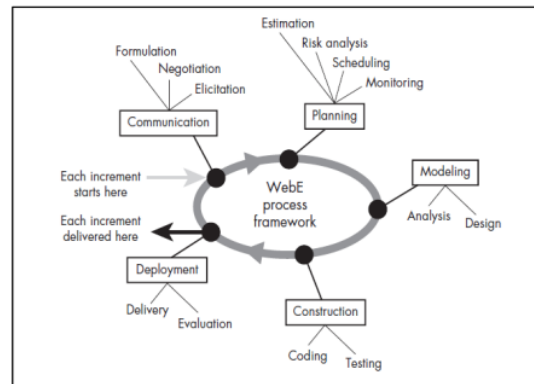 Estimation
Risk analysis
Scheduling
Monitoring
Planning
Formulation
Negotiation
Elicitation
Communication
Each increment
starts here
WebE
process
framework
Modeling
Analysis
Design
Each increment
delivered here
Deployment
Delivery
Evaluation
Construction
Coding
Testing